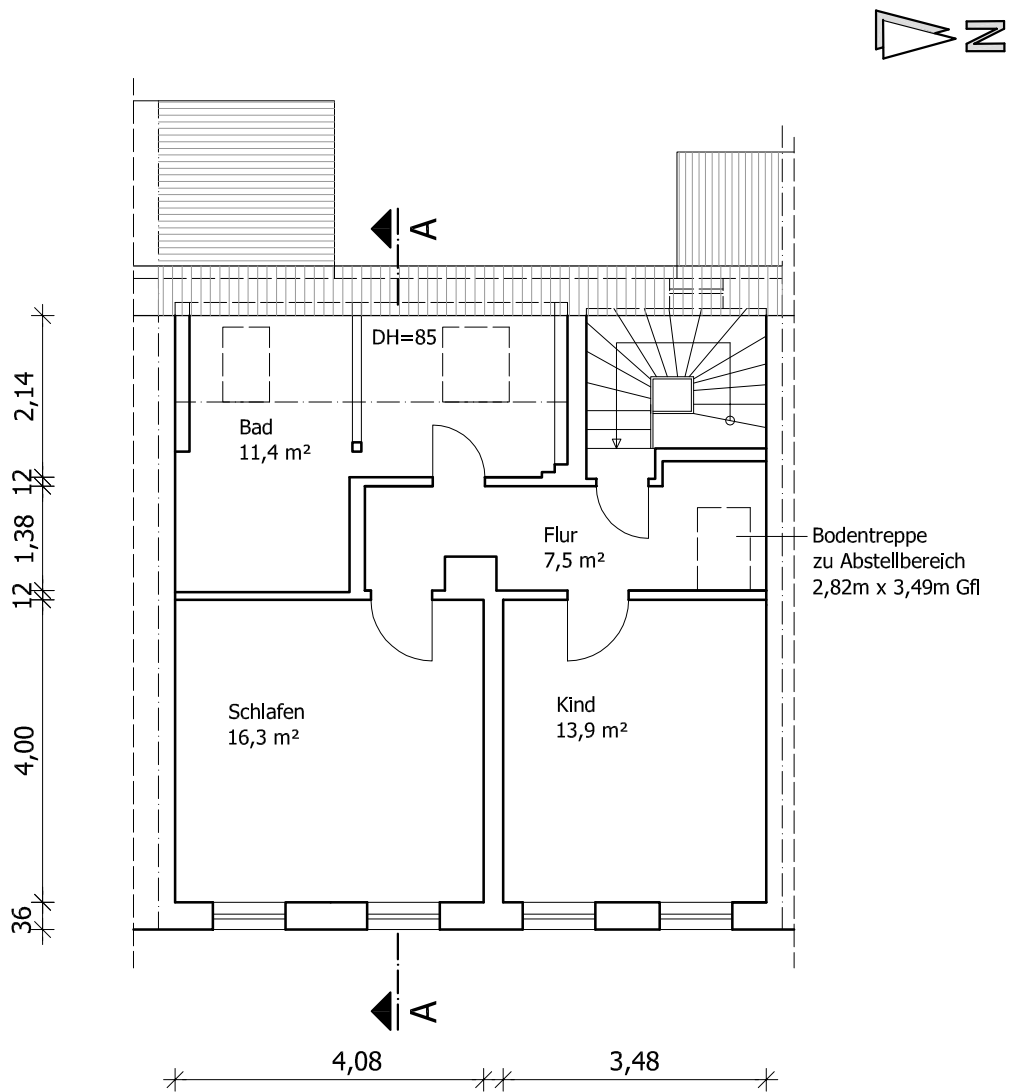 N
A
DH=85
2,14
Bad
11,4 m²
12
1,38
Flur
7,5 m²
Bodentreppe
zu Abstellbereich
2,82m x 3,49m Gfl
12
Schlafen
16,3 m²
Kind
13,9 m²
4,00
36
A
4,08
3,48